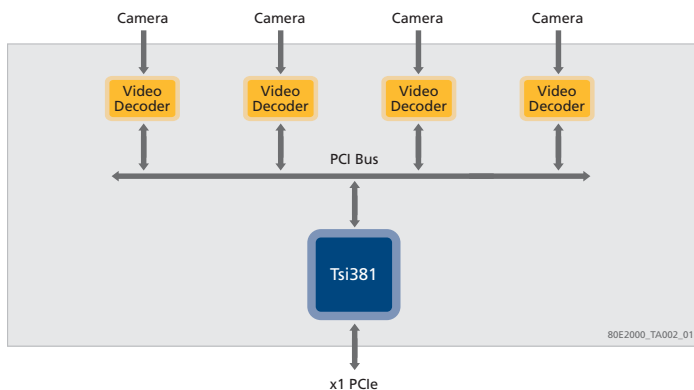 Camera Camera Camera Camera
Video Decoder Video Decoder Video Decoder Video Decoder
PCI Bus
Tsi381
80E2000_TA002_01
x1 PCIe